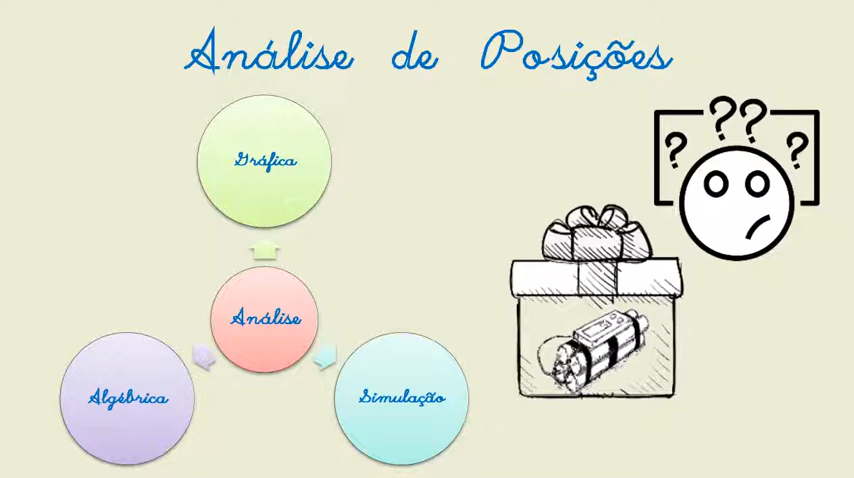 Análise de Posições
? ? ? ?
Gráfica
Análise
Algébrica
Simulação